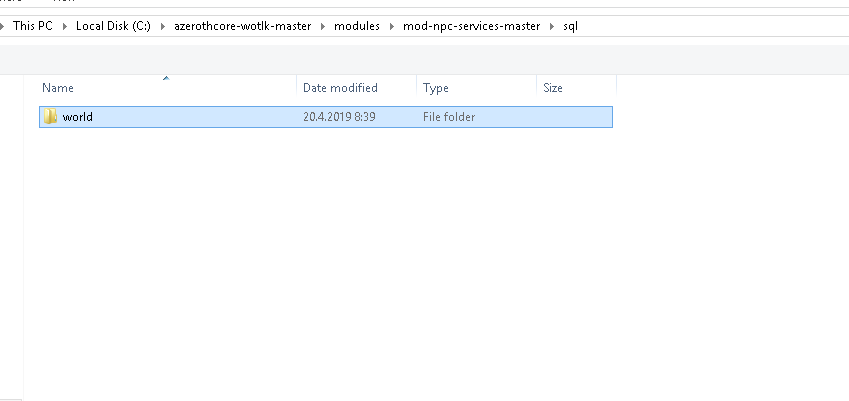 This PC Local Disk (C:) azerothcore-wotlk-master modules mod-npc-services-master sql
Name Date modified Type Size
world 20.4.2019 8:39 File folder